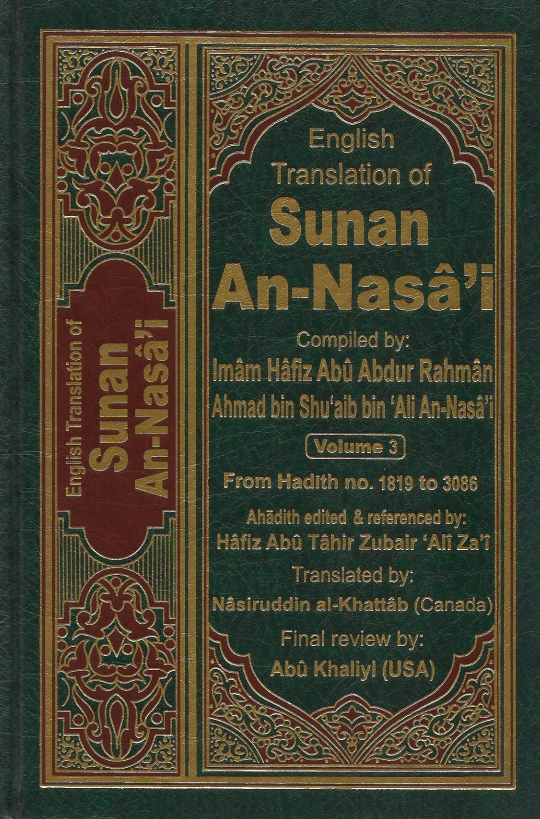 English Translation of
Sunan
An-Nasâ'i
English
Translation of
Sunan
An-Nasâ'i
Compiled by:
Imâm Hâfiz Abû Abdur Rahmân
Ahmad bin Shu'aib bin 'Ali An-Nasâ'i
Volume 3
From Hadith no. 1819 to 3086
Ahādith edited & referenced by:
Hâfiz Abû Tâhir Zubair 'Alî Za'î
Translated by:
Nâsiruddin al-Khattâb (Canada)
Final review by:
Abû Khaliyl (USA)